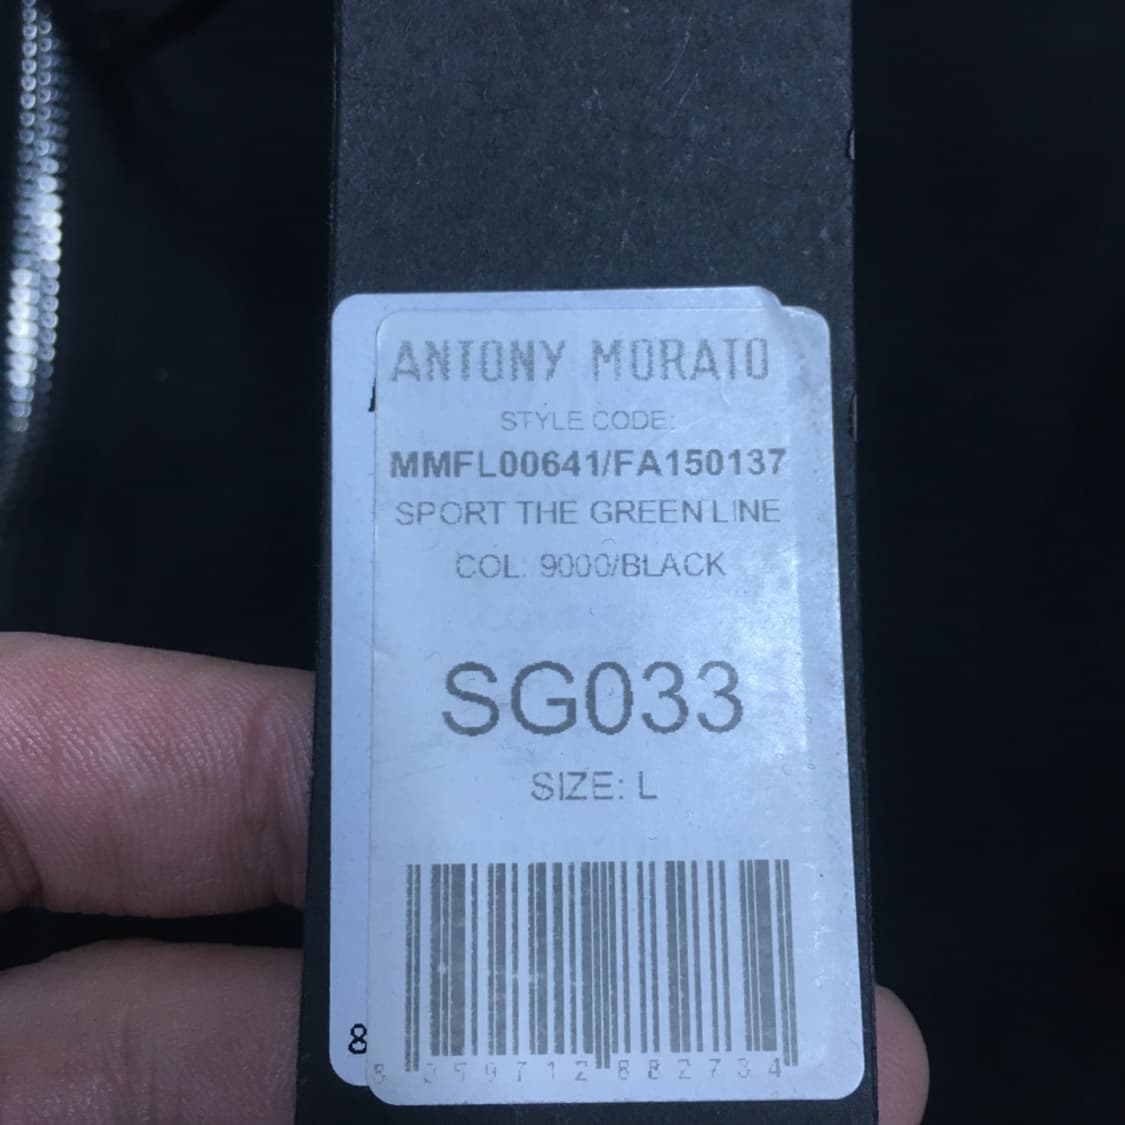 ANTONY MORATO
STYLE CODE:
MMFL00641/FA150137
SPORT THE GREEN LINE
COL: 9000/BLACK
SG033
SIZE: L
8